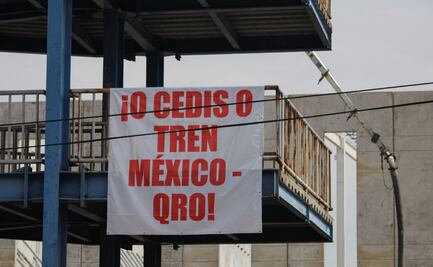 ¡O CEDIS O
TREN
MÉXICO -
QRO!